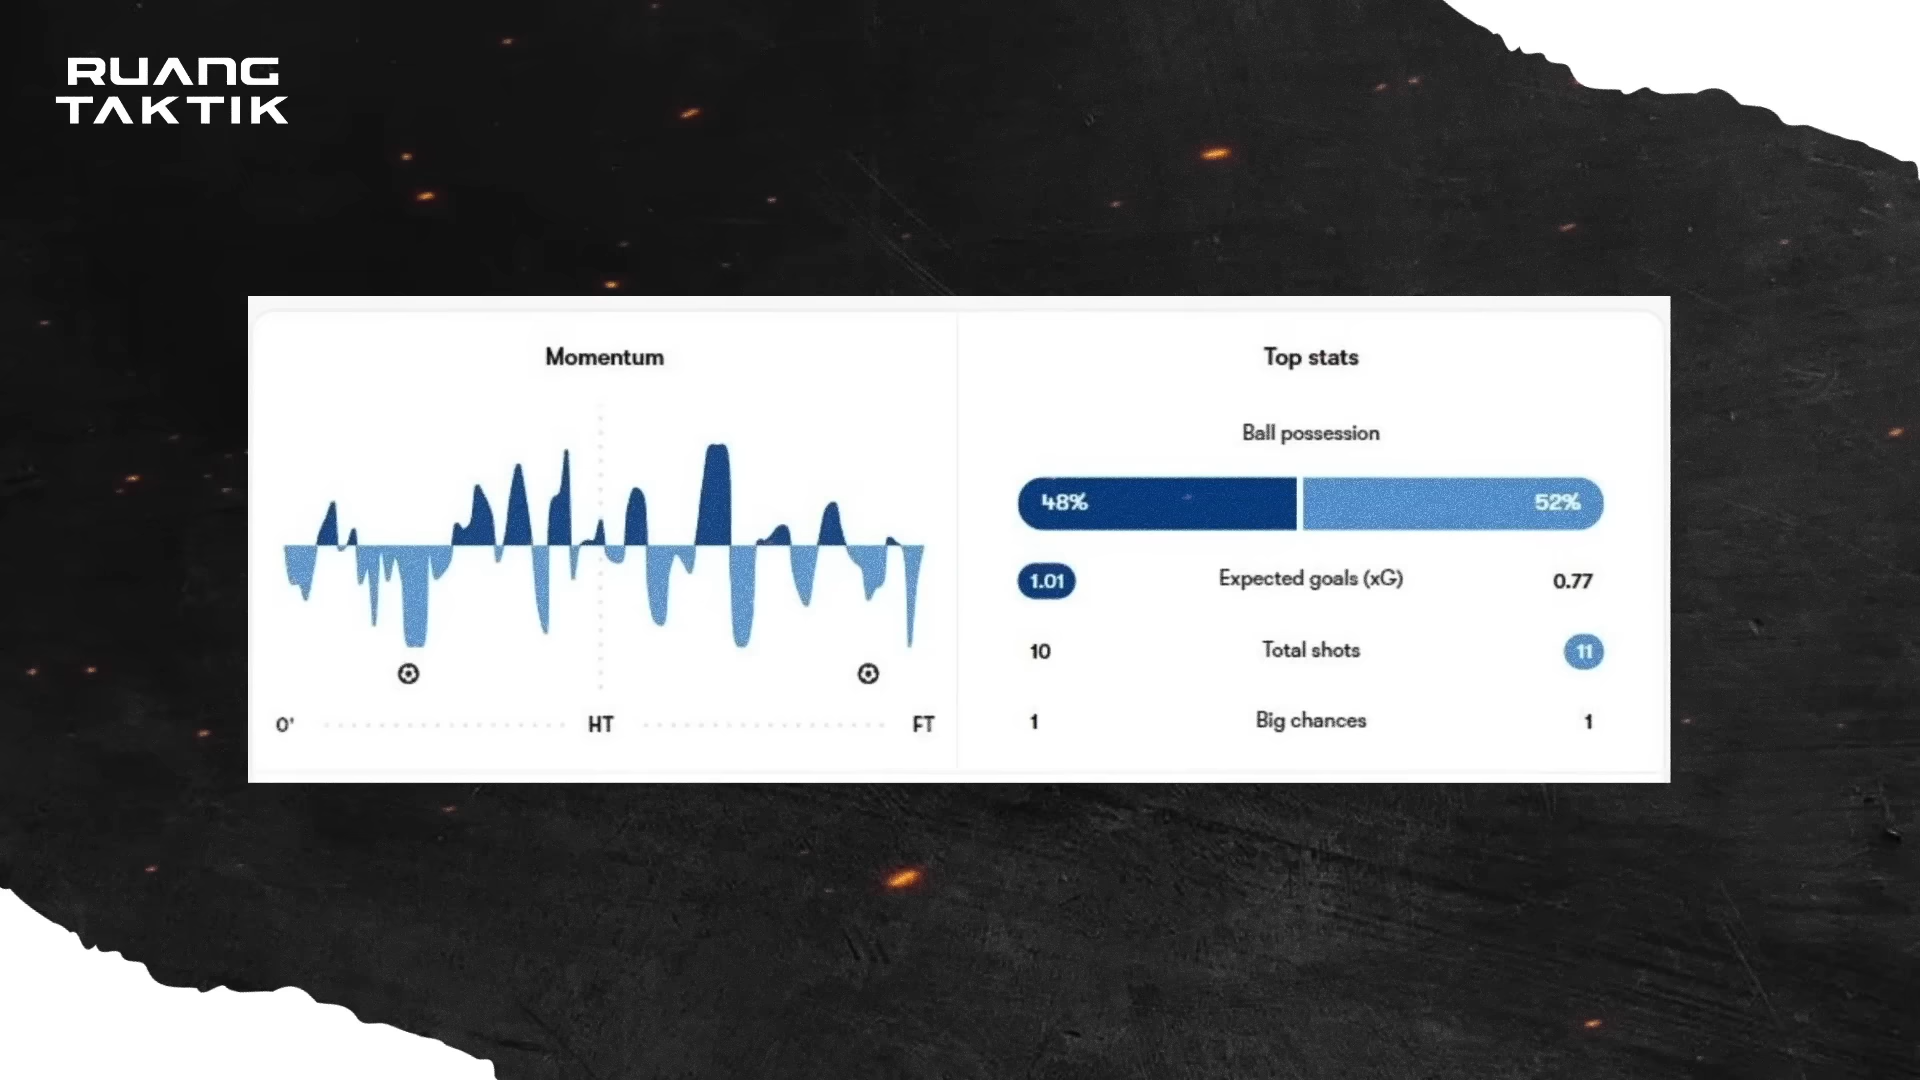 RUANG
TAKTIK
Momentum
0'
HT
FT
Top stats
Ball possession
48% 52%
1.01 Expected goals (xG) 0.77
10 Total shots 11
1 Big chances 1